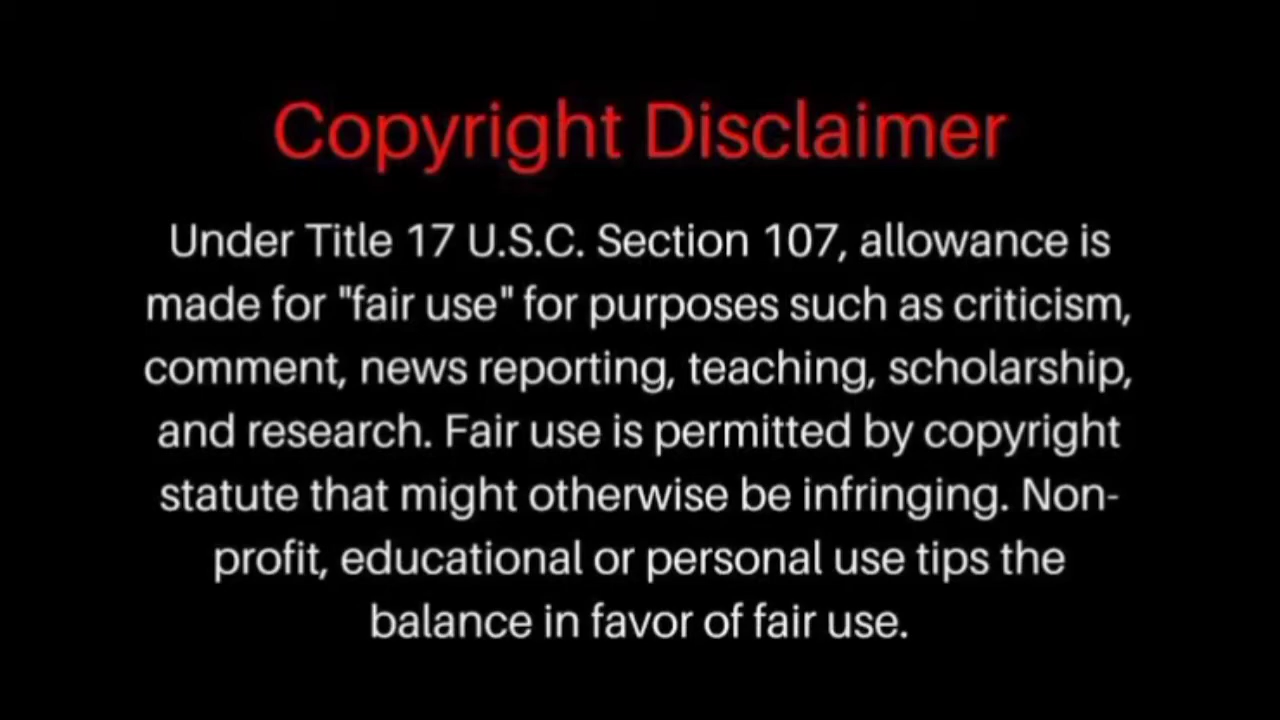 Copyright Disclaimer
Under Title 17 U.S.C. Section 107, allowance is
made for "fair use" for purposes such as criticism,
comment, news reporting, teaching, scholarship,
and research. Fair use is permitted by copyright
statute that might otherwise be infringing. Non-
profit, educational or personal use tips the
balance in favor of fair use.